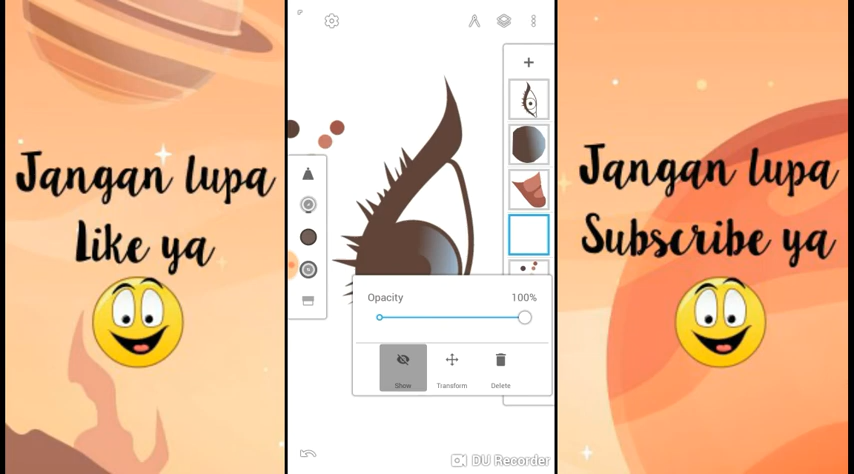 Jangan lupa
Like ya
Opacity 100%
Show Transform Delete
DU Recorder
Jangan lupa
Subscribe ya